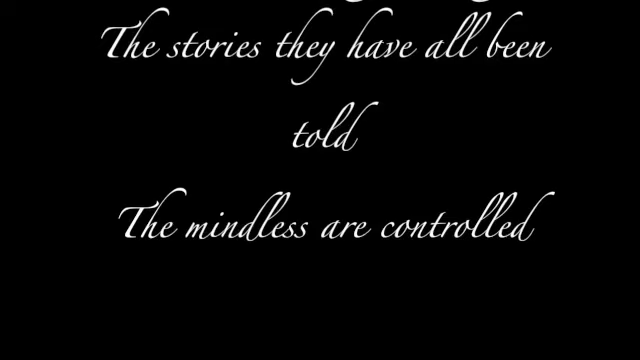 The stories they have all been
told
The mindless are controlled